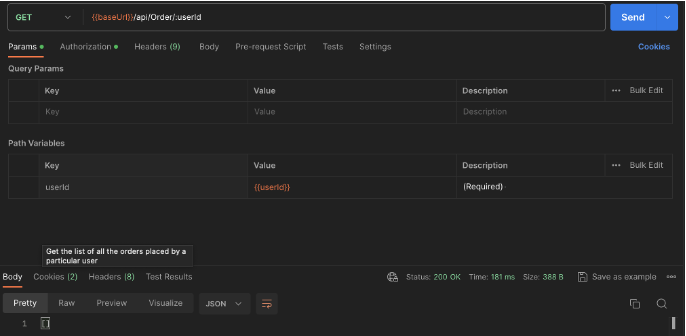 GET {{baseUrl}}/api/Order/:userId Send
Params Authorization Headers (9) Body Pre-request Script Tests Settings Cookies
Query Params
Key Value Description ••• Bulk Edit
Key Value Description
Path Variables
Key Value Description ••• Bulk Edit
userId {{userId}} (Required)
Get the list of all the orders placed by a
particular user
Body Cookies (2) Headers (8) Test Results Status: 200 OK Time: 181 ms Size: 388 B Save as example •••
Pretty Raw Preview Visualize JSON
1 []